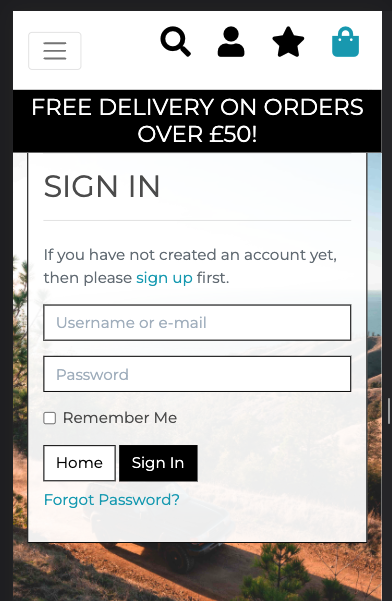 FREE DELIVERY ON ORDERS
OVER £50!
SIGN IN
If you have not created an account yet,
then please sign up first.
Username or e-mail
Password
Remember Me
Home Sign In
Forgot Password?